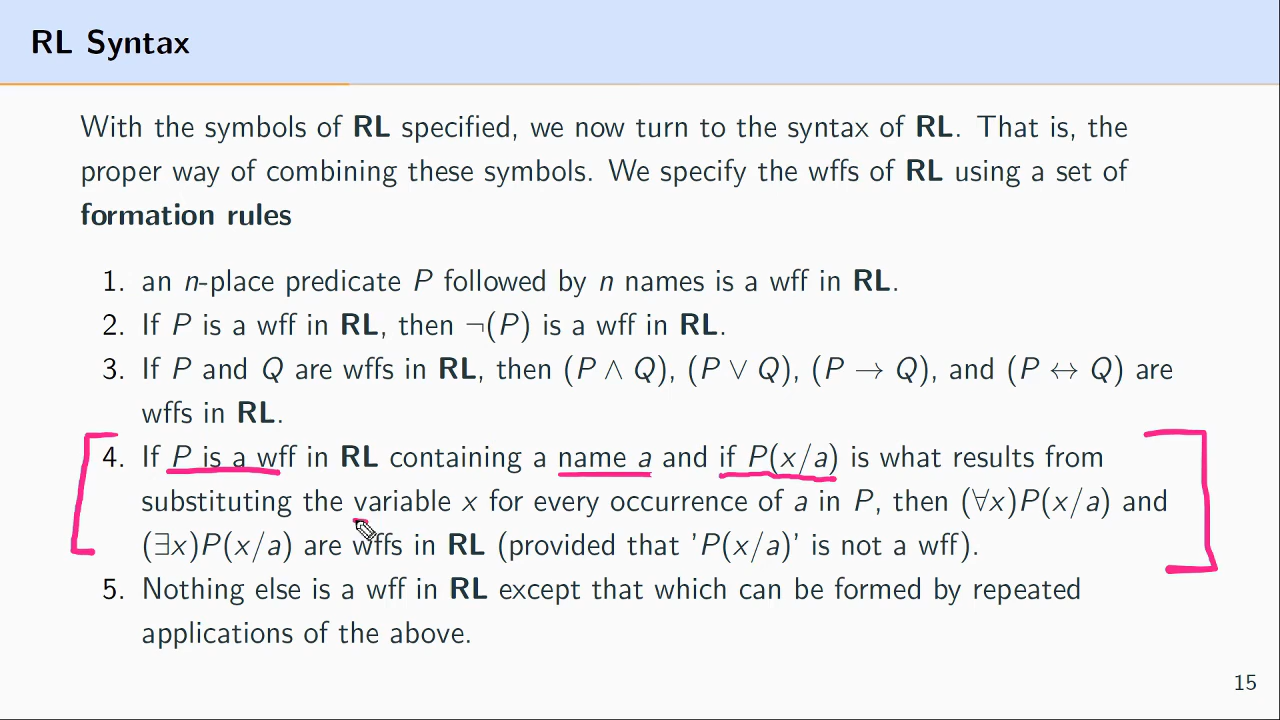 RL Syntax
With the symbols of RL specified, we now turn to the syntax of RL. That is, the
proper way of combining these symbols. We specify the wffs of RL using a set of
formation rules
1. an n-place predicate P followed by n names is a wff in RL.
2. If P is a wff in RL, then ¬(P) is a wff in RL.
3. If P and Q are wffs in RL, then (P ∧ Q), (P ∨ Q), (P → Q), and (P ↔ Q) are
wffs in RL.
4. If P is a wff in RL containing a name a and if P(x/a) is what results from
substituting the variable x for every occurrence of a in P, then (∀x)P(x/a) and
(∃x)P(x/a) are wffs in RL (provided that 'P(x/a)' is not a wff).
5. Nothing else is a wff in RL except that which can be formed by repeated
applications of the above.
15